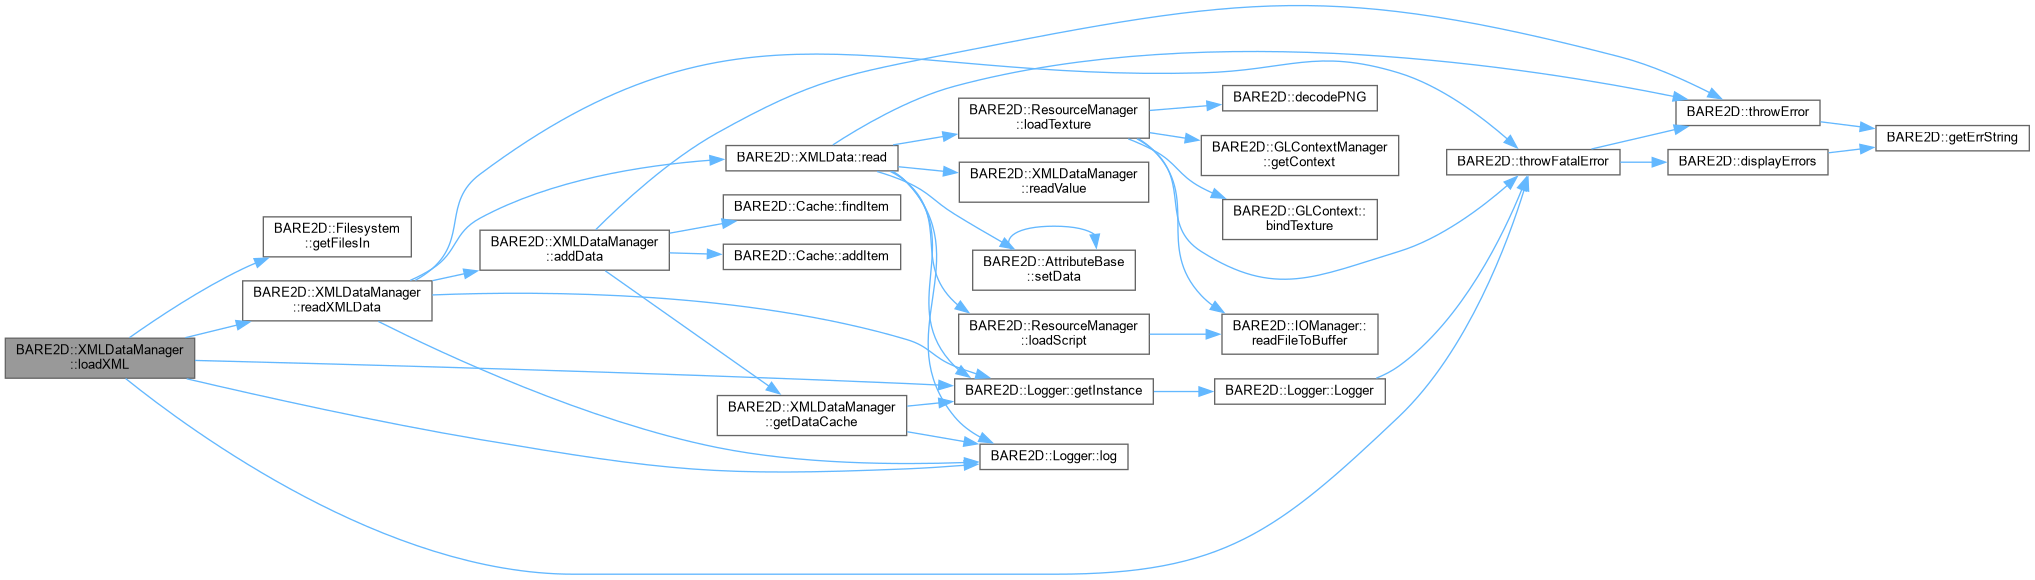 BARE2D::XMLDataManager
::loadXML
BARE2D::Filesystem
::getFilesIn
BARE2D::XMLDataManager
::readXMLData
BARE2D::XMLDataManager
::addData
BARE2D::XMLData::read
BARE2D::Cache::findItem
BARE2D::Cache::addItem
BARE2D::XMLDataManager
::getDataCache
BARE2D::ResourceManager
::loadTexture
BARE2D::XMLDataManager
::readValue
BARE2D::AttributeBase
::setData
BARE2D::ResourceManager
::loadScript
BARE2D::Logger::getInstance
BARE2D::Logger::log
BARE2D::decodePNG
BARE2D::GLContextManager
::getContext
BARE2D::GLContext::
bindTexture
BARE2D::IOManager::
readFileToBuffer
BARE2D::Logger::Logger
BARE2D::throwFatalError
BARE2D::throwError
BARE2D::displayErrors
BARE2D::getErrString